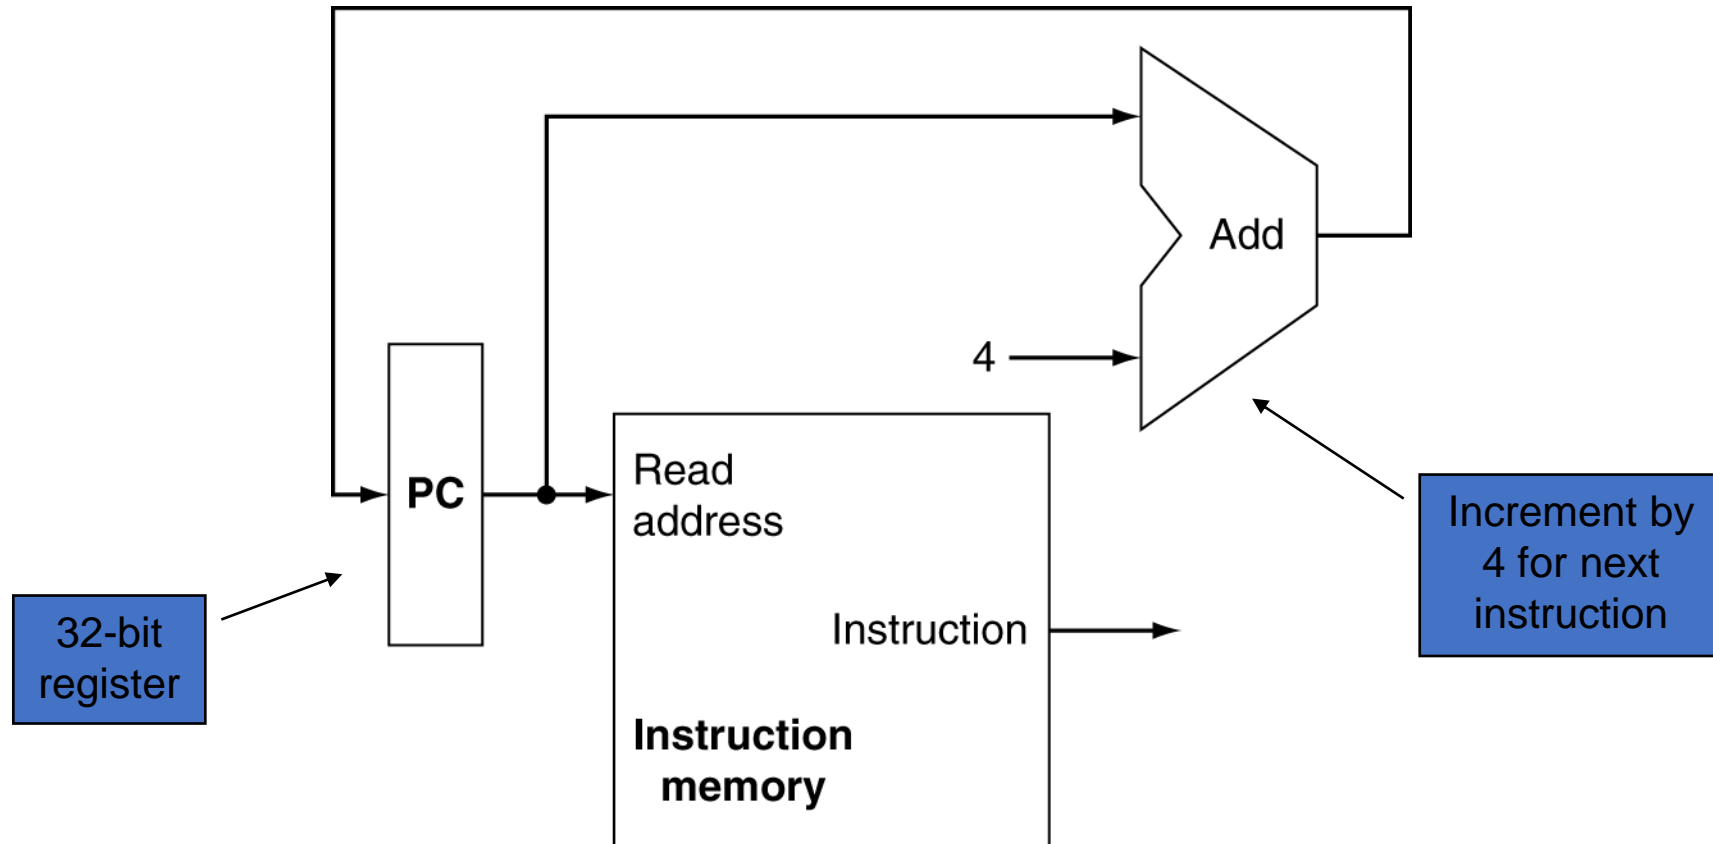 Add
4
PC
Read
address
Instruction
Instruction
memory
32-bit
register
Increment by
4 for next
instruction